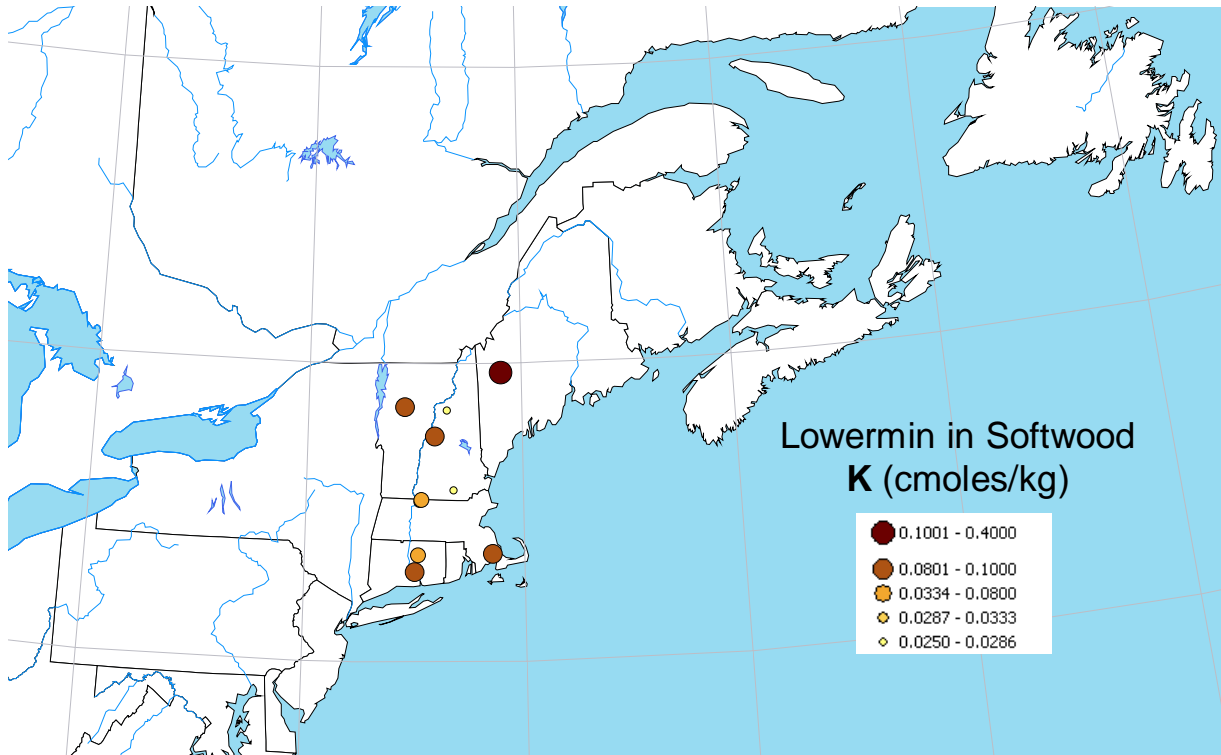 Lowermin in Softwood
K (cmoles/kg)
0.1001 - 0.4000
0.0801 - 0.1000
0.0334 - 0.0800
0.0287 - 0.0333
0.0250 - 0.0286